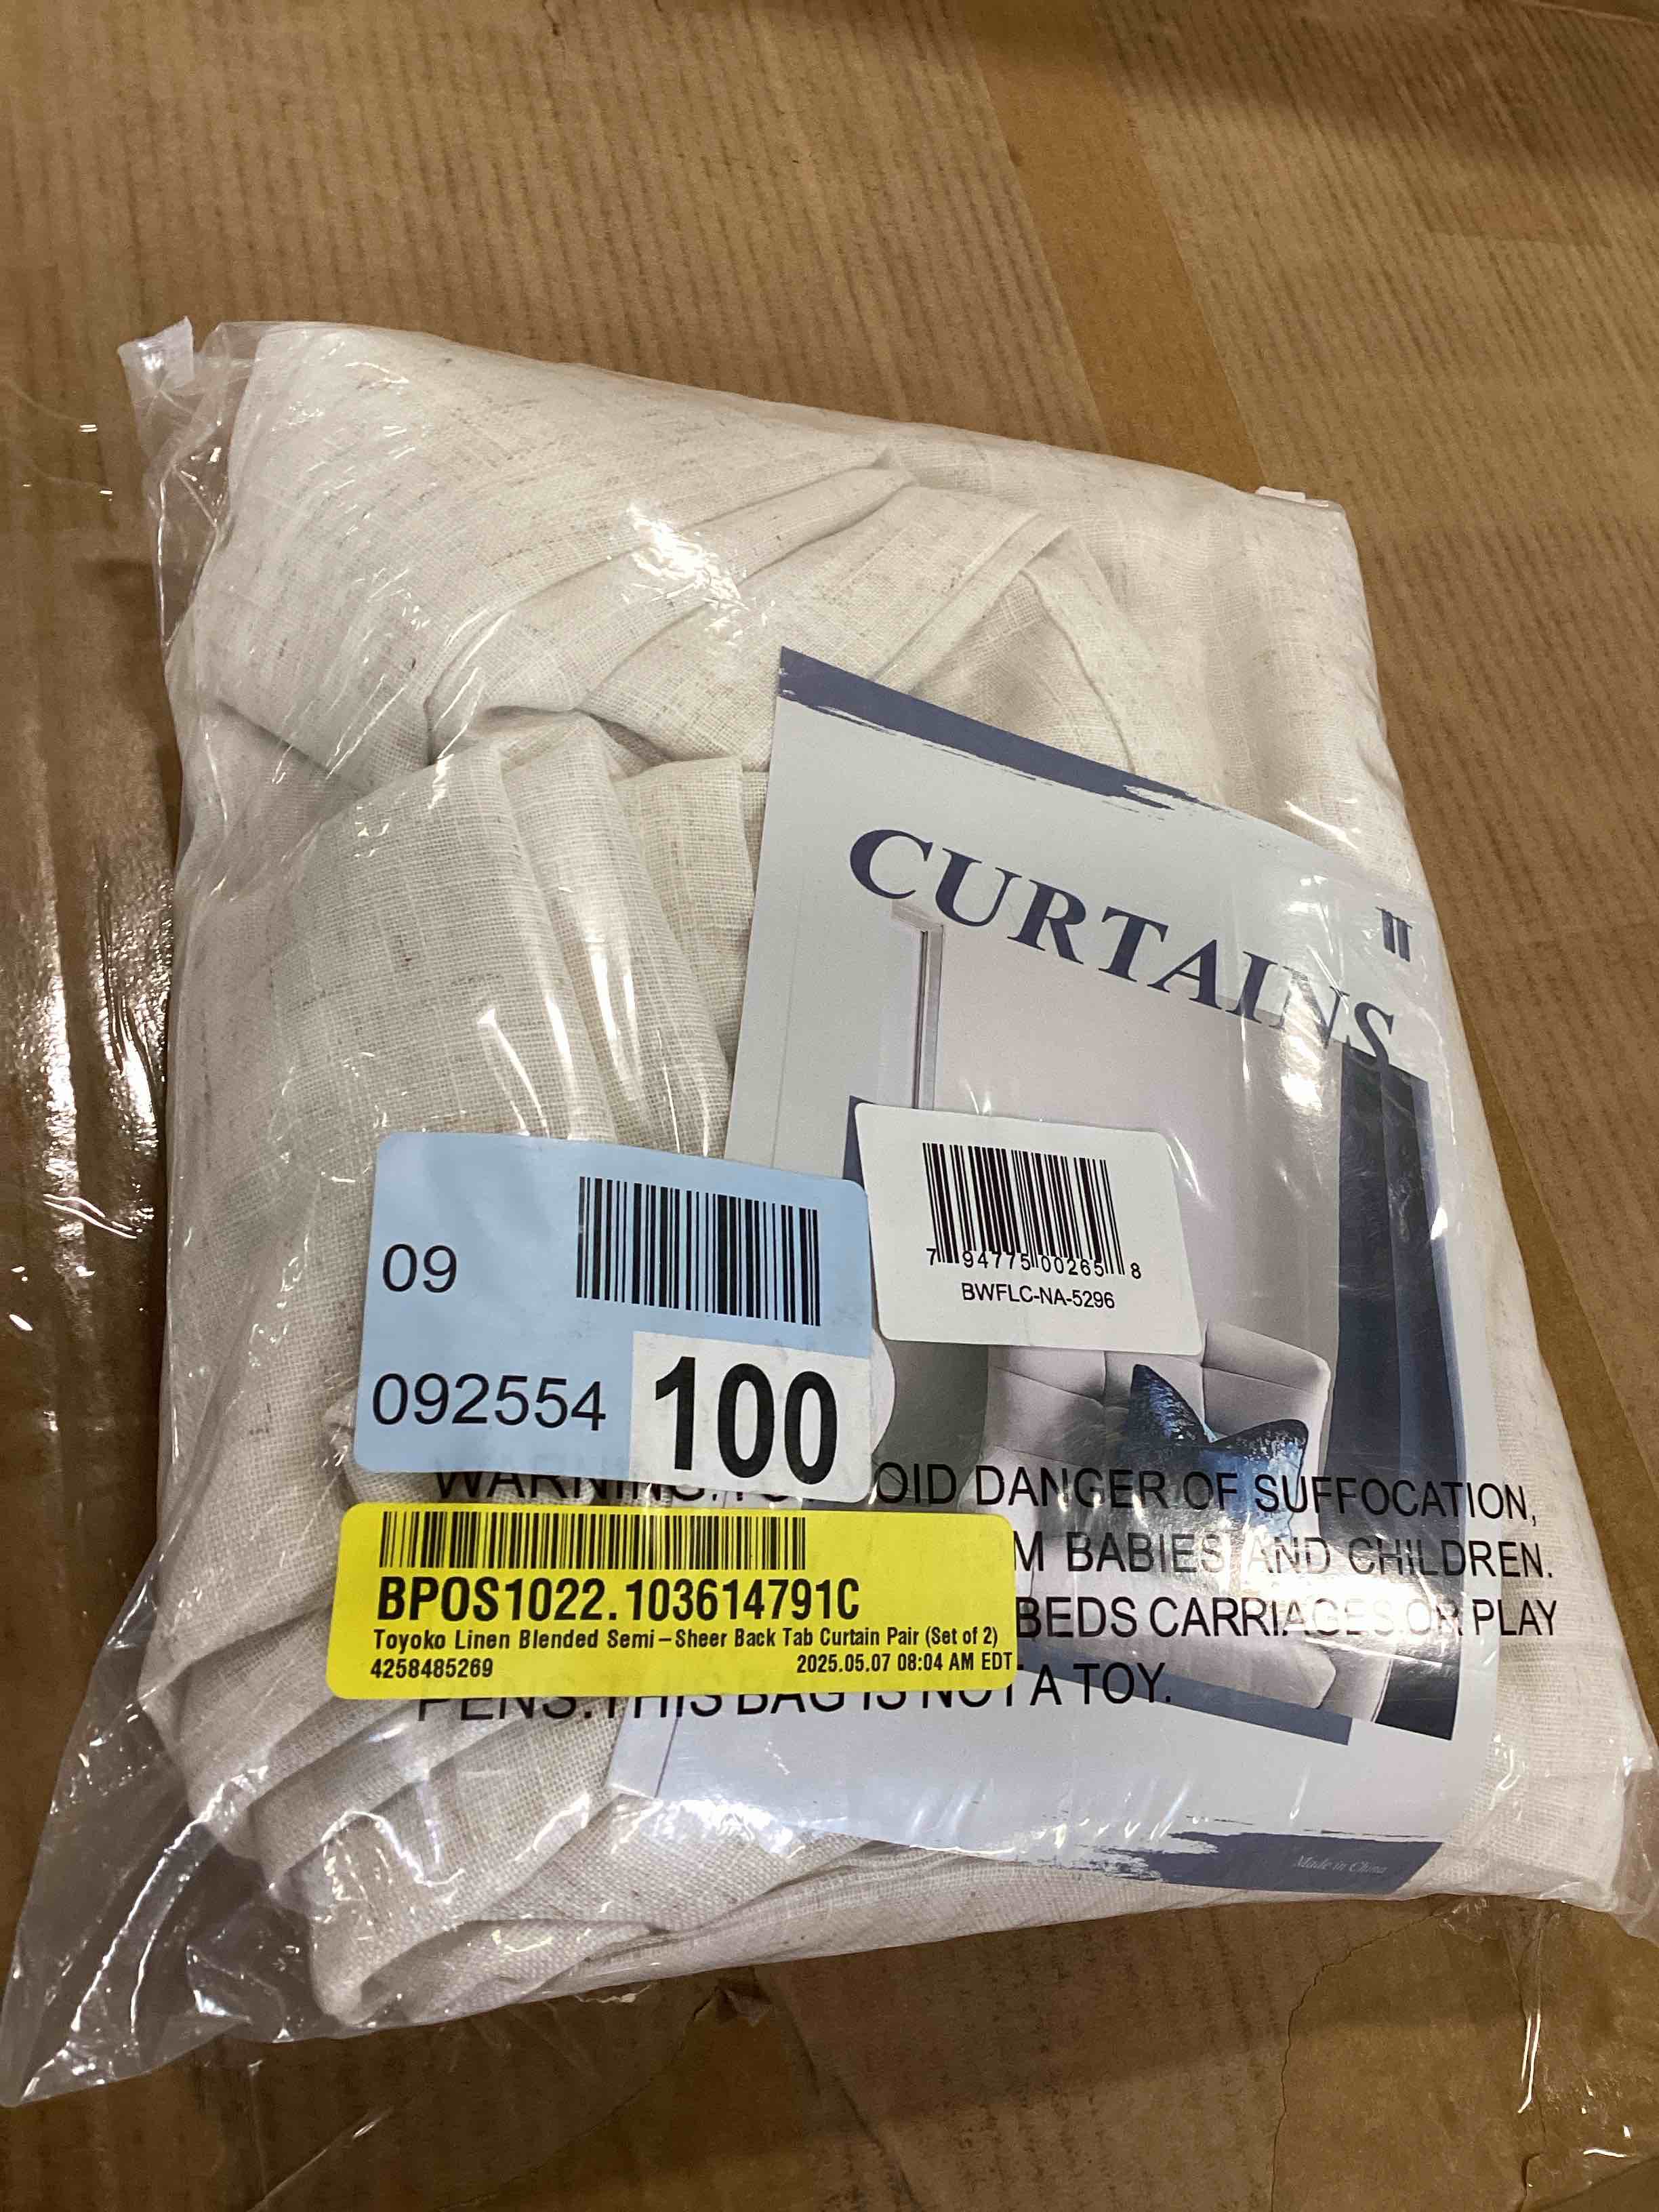 CURTAINS
7 94775 00265 8
BWFLC-NA-5296
09
092554
100
WARNING: OID DANGER OF SUFFOCATION,
M BABIES AND CHILDREN.
BEDS CARRIAGES OR PLAY
PENS. THIS BAG IS NOT A TOY.
BPOS1022.103614791C
Toyoko Linen Blended Semi-Sheer Back Tab Curtain Pair (Set of 2)
4258485269 2025.05.07 08:04 AM EDT
Made in China